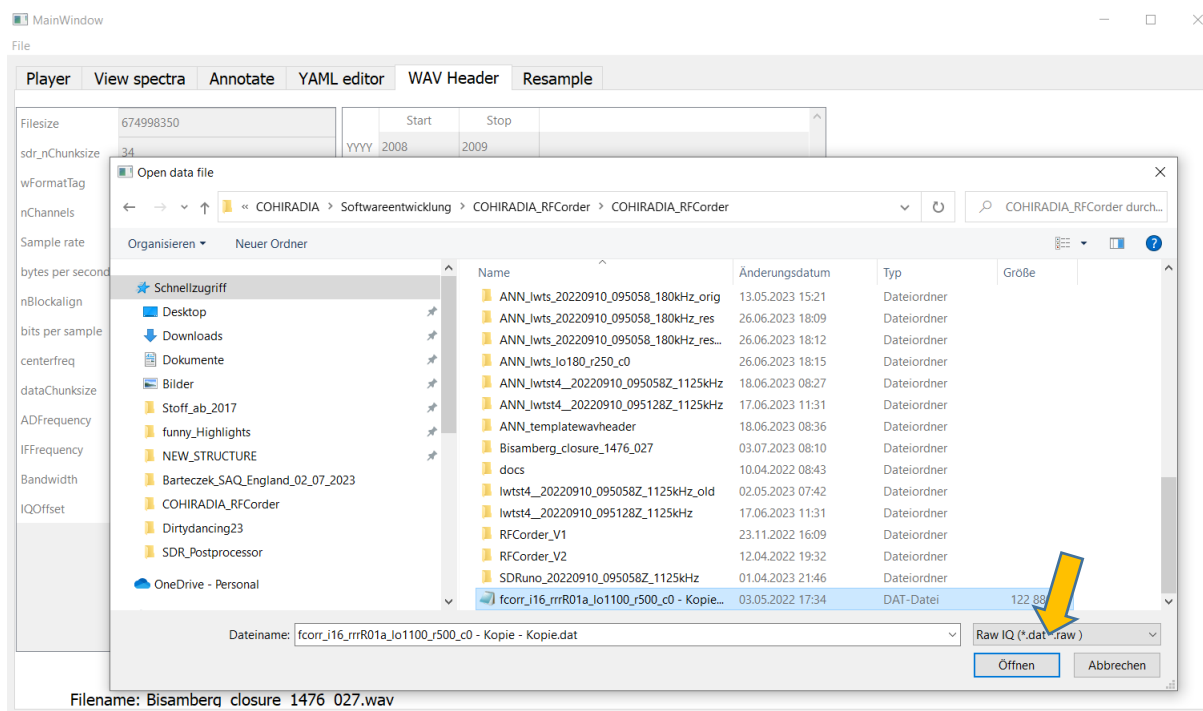 MainWindow
File
Player View spectra Annotate YAML editor WAV Header Resample
Filesize 674998350
Start Stop
sdr_nChunksize 34
YYYY 2008 2009
wFormatTag
nChannels
Sample rate
bytes per second
nBlockalign
bits per sample
centerfreq
dataChunksize
ADFrequency
IFFrequency
Bandwidth
IQOffset
Open data file
« COHIRADIA > Softwareentwicklung > COHIRADIA_RFCorder > COHIRADIA_RFCorder
COHIRADIA_RFCorder durch...
Organisieren Neuer Ordner
Schnellzugriff
Desktop
Downloads
Dokumente
Bilder
Stoff_ab_2017
funny_Highlights
NEW_STRUCTURE
Barteczek_SAQ_England_02_07_2023
COHIRADIA_RFCorder
Dirtydancing23
SDR_Postprocessor
OneDrive - Personal
Name Änderungsdatum Typ Größe
ANN_lwts_20220910_095058_180kHz_orig 13.05.2023 15:21 Dateiordner
ANN_lwts_20220910_095058_180kHz_res 26.06.2023 18:09 Dateiordner
ANN_lwts_20220910_095058_180kHz_res... 26.06.2023 18:12 Dateiordner
ANN_lwts_lo180_r250_c0 26.06.2023 18:15 Dateiordner
ANN_lwtst4__20220910_095058Z_1125kHz 18.06.2023 08:27 Dateiordner
ANN_lwtst4__20220910_095128Z_1125kHz 17.06.2023 11:31 Dateiordner
ANN_templatewavheader 18.06.2023 08:36 Dateiordner
Bisamberg_closure_1476_027 03.07.2023 08:10 Dateiordner
docs 10.04.2022 08:43 Dateiordner
lwtst4__20220910_095058Z_1125kHz_old 02.05.2023 07:42 Dateiordner
lwtst4__20220910_095128Z_1125kHz 17.06.2023 11:31 Dateiordner
RFCorder_V1 23.11.2022 16:09 Dateiordner
RFCorder_V2 12.04.2022 19:32 Dateiordner
SDRuno_20220910_095058Z_1125kHz 01.04.2023 21:46 Dateiordner
fcorr_i16_rrrR01a_lo1100_r500_c0 - Kopie... 03.05.2022 17:34 DAT-Datei 122 88
Dateiname: fcorr_i16_rrrR01a_lo1100_r500_c0 - Kopie - Kopie.dat
Raw IQ (*.dat *.raw )
Öffnen Abbrechen
Filename: Bisamberg_closure_1476_027.wav